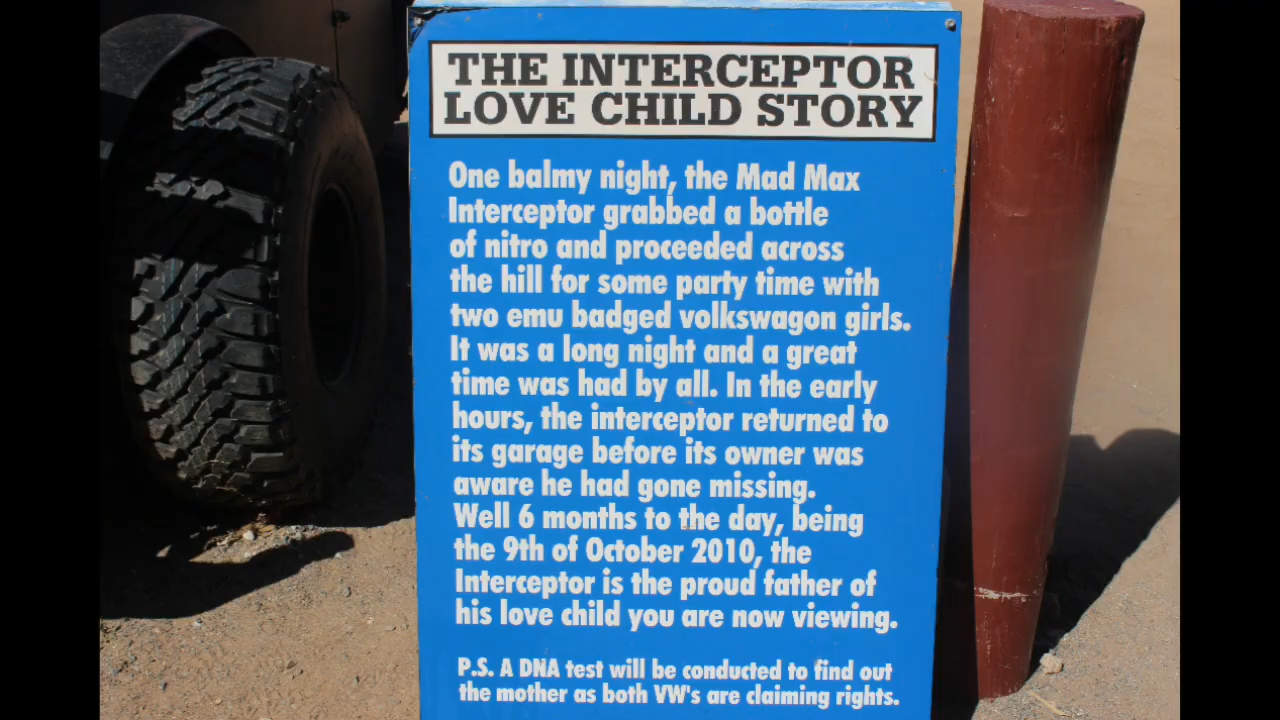 THE INTERCEPTOR
LOVE CHILD STORY
One balmy night, the Mad Max
Interceptor grabbed a bottle
of nitro and proceeded across
the hill for some party time with
two emu badged volkswagon girls.
It was a long night and a great
time was had by all. In the early
hours, the interceptor returned to
its garage before its owner was
aware he had gone missing.
Well 6 months to the day, being
the 9th of October 2010, the
Interceptor is the proud father of
his love child you are now viewing.
P.S. A DNA test will be conducted to find out
the mother as both VW's are claiming rights.